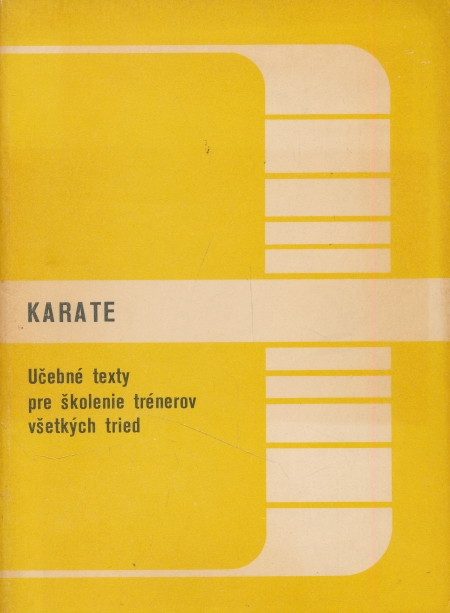 KARATE
Učebné texty
pre školenie trénerov
všetkých tried